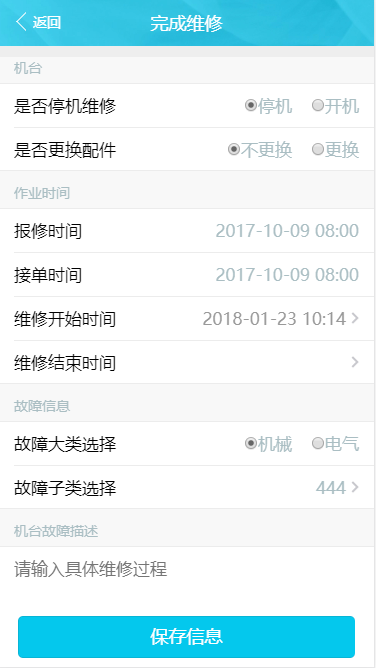 返回 完成维修
机台
是否停机维修 停机 开机
是否更换配件 不更换 更换
作业时间
报修时间 2017-10-09 08:00
接单时间 2017-10-09 08:00
维修开始时间 2018-01-23 10:14
维修结束时间
故障信息
故障大类选择 机械 电气
故障子类选择 444
机台故障描述
请输入具体维修过程
保存信息